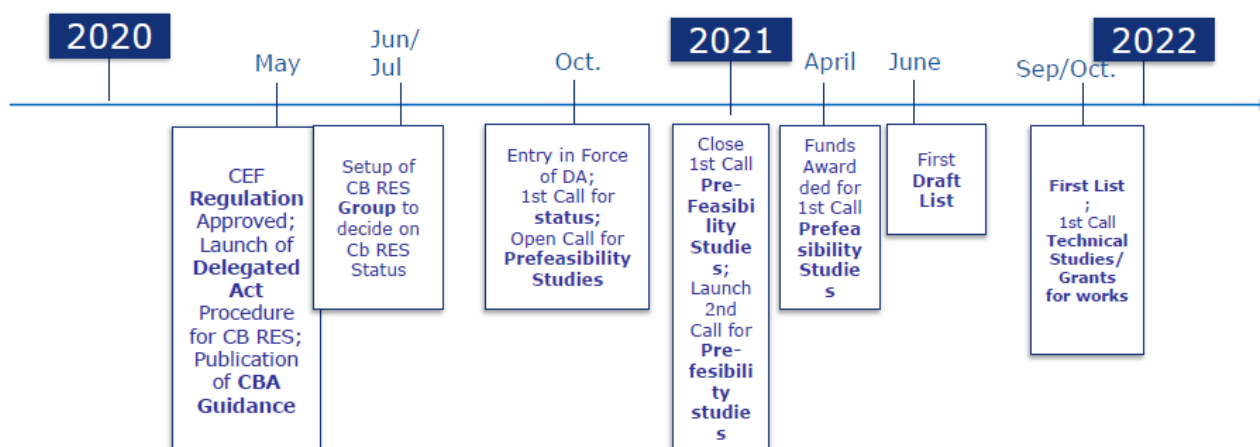 2020
May
Jun/
Jul
Oct.
2021
April
June
Sep/Oct.
2022
CEF
Regulation
Approved;
Launch of
Delegated
Act
Procedure
for CB RES;
Publication
of CBA
Guidance
Setup of
CB RES
Group to
decide on
Cb RES
Status
Entry in Force
of DA;
1st Call for
status;
Open Call for
Prefeasibility
Studies
Close
1st Call
Pre-
Feasibi
lity
Studie
s;
Launch
2nd
Call for
Pre-
fesibili
ty
studie
s
Funds
Awar
ded for
1st Call
Prefea
sibility
Studie
s
First
Draft
List
First List
;
1st Call
Technical
Studies/
Grants
for works